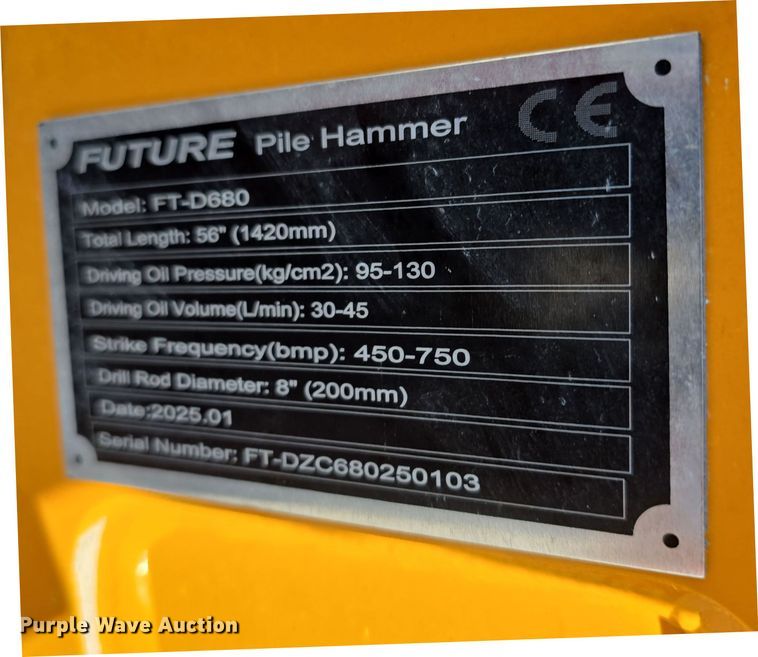 FUTURE Pile Hammer CE
Model: FT-D680
Total Length: 56" (1420mm)
Driving Oil Pressure(kg/cm2): 95-130
Driving Oil Volume(L/min): 30-45
Strike Frequency(bmp): 450-750
Drill Rod Diameter: 8" (200mm)
Date:2025.01
Serial Number: FT-DZC680250103
Purple Wave Auction